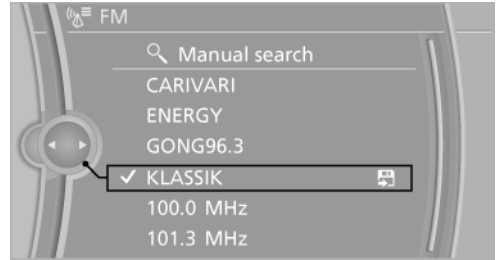 FM
Manual search
CARIVARI
ENERGY
GONG96.3
KLASSIK
100.0 MHz
101.3 MHz